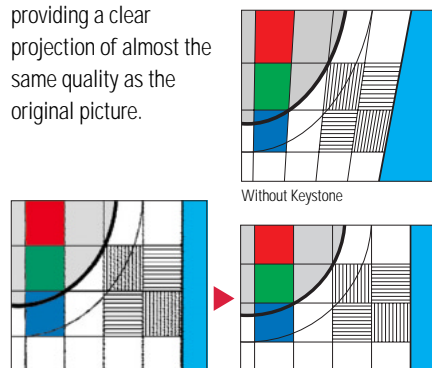 providing a clear
projection of almost the
same quality as the
original picture.
Without Keystone